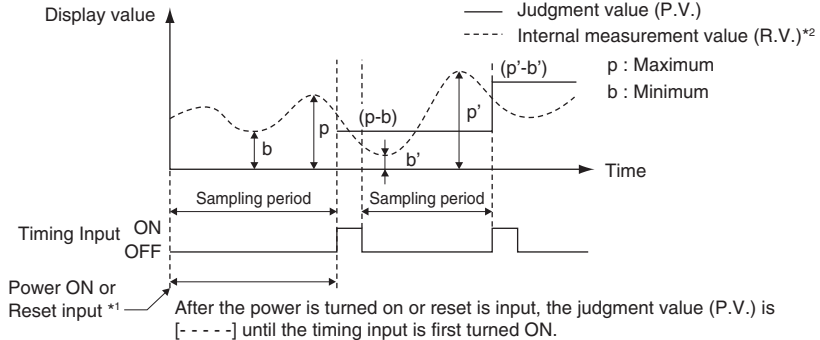 Display value
Judgment value (P.V.)
Internal measurement value (R.V.)*2
(p'-b')
p : Maximum
b : Minimum
(p-b)
p
p'
b
b'
Time
Sampling period
Sampling period
Timing Input
ON
OFF
Power ON or
Reset input *1
After the power is turned on or reset is input, the judgment value (P.V.) is
[- - - - -] until the timing input is first turned ON.